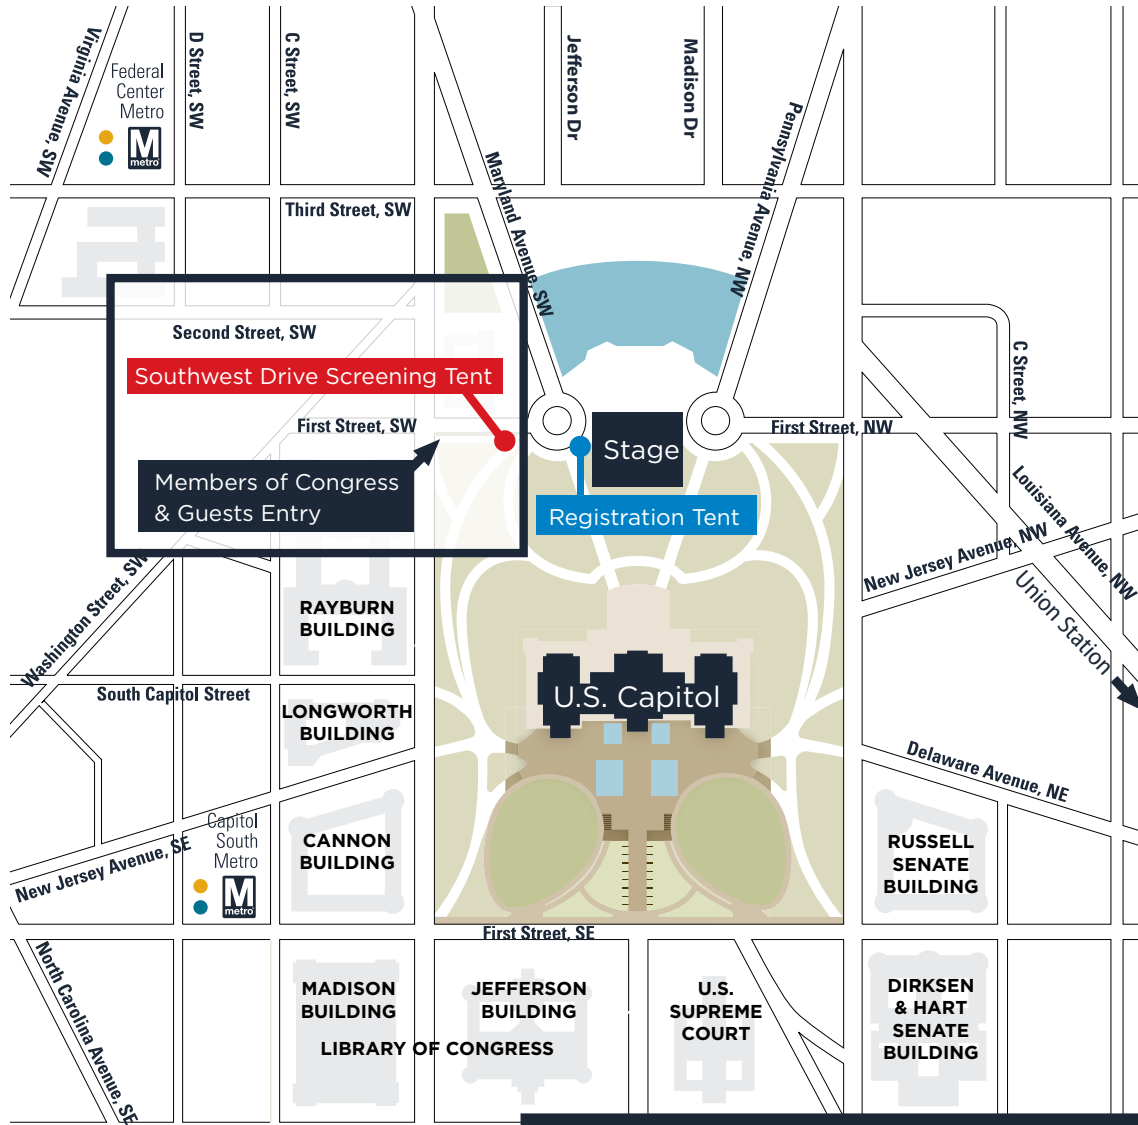 Virginia Avenue, SW
Federal
Center
Metro
M
metro
D Street, SW
C Street, SW
Jefferson Dr
Madison Dr
Maryland Avenue, SW
Pennsylvania Avenue, NW
Third Street, SW
Second Street, SW
Southwest Drive Screening Tent
First Street, SW
Members of Congress
& Guests Entry
Stage
Registration Tent
First Street, NW
C Street, NW
Louisiana Avenue, NW
New Jersey Avenue, NW
Union Station
Washington Street, SW
RAYBURN
BUILDING
South Capitol Street
LONGWORTH
BUILDING
U.S. Capitol
Delaware Avenue, NE
Capitol
South
Metro
M
metro
New Jersey Avenue, SE
CANNON
BUILDING
RUSSELL
SENATE
BUILDING
First Street, SE
North Carolina Avenue, SE
MADISON
BUILDING
JEFFERSON
BUILDING
LIBRARY OF CONGRESS
U.S.
SUPREME
COURT
DIRKSEN
& HART
SENATE
BUILDING